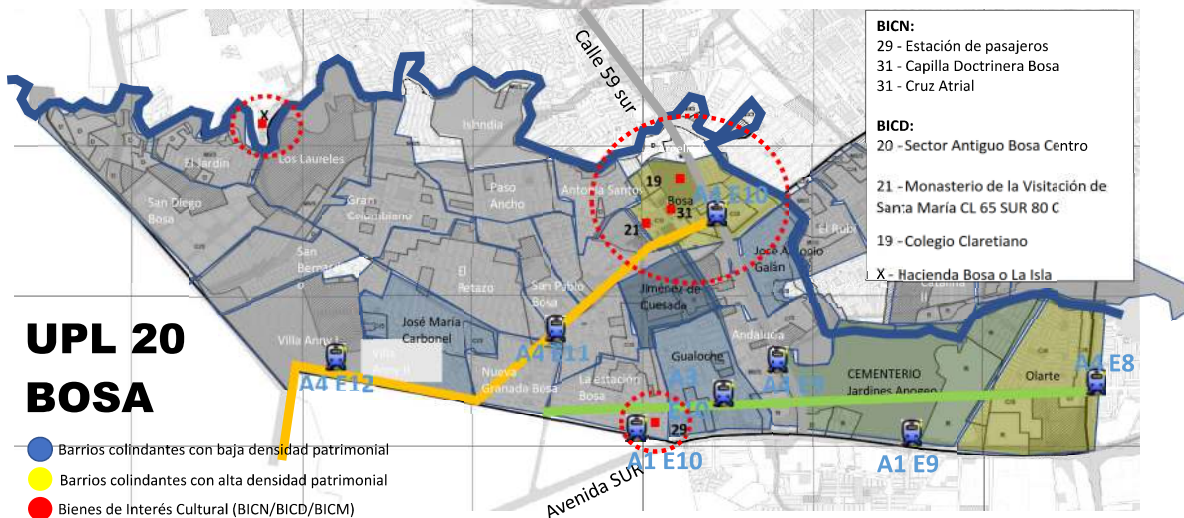 Calle 59 sur
BICN:
29 - Estación de pasajeros
31 - Capilla Doctrinera Bosa
31 - Cruz Atrial
BICD:
20 - Sector Antiguo Bosa Centro
21 - Monasterio de la Visitación de
Santa María CL 65 SUR 80 C
19 - Colegio Claretiano
X - Hacienda Bosa o La Isla
X
Islandia
El Jardín
Los Laureles
San Diego
Bosa
Gran
Colombiano
Paso
Ancho
Antonia Santos
19
Bosa
31
21
A4 E10
El Rubí
José Antonio
Galán
San
El
Retazo
San Pablo
Bosa
Jiménez de
Quesada
José María
Carbonel
Andalucía
Villa Anny I
A4 E11
A4 E12
Nueva
Granada Bosa
La estación
Bosa
Gualoche
A3
CEMENTERIO
Jardines Apogeo
Olarte
A4 E8
29
A1 E10
A1 E9
Avenida SUR
UPL 20
BOSA
Barrios colindantes con baja densidad patrimonial
Barrios colindantes con alta densidad patrimonial
Bienes de Interés Cultural (BICN/BICD/BICM)